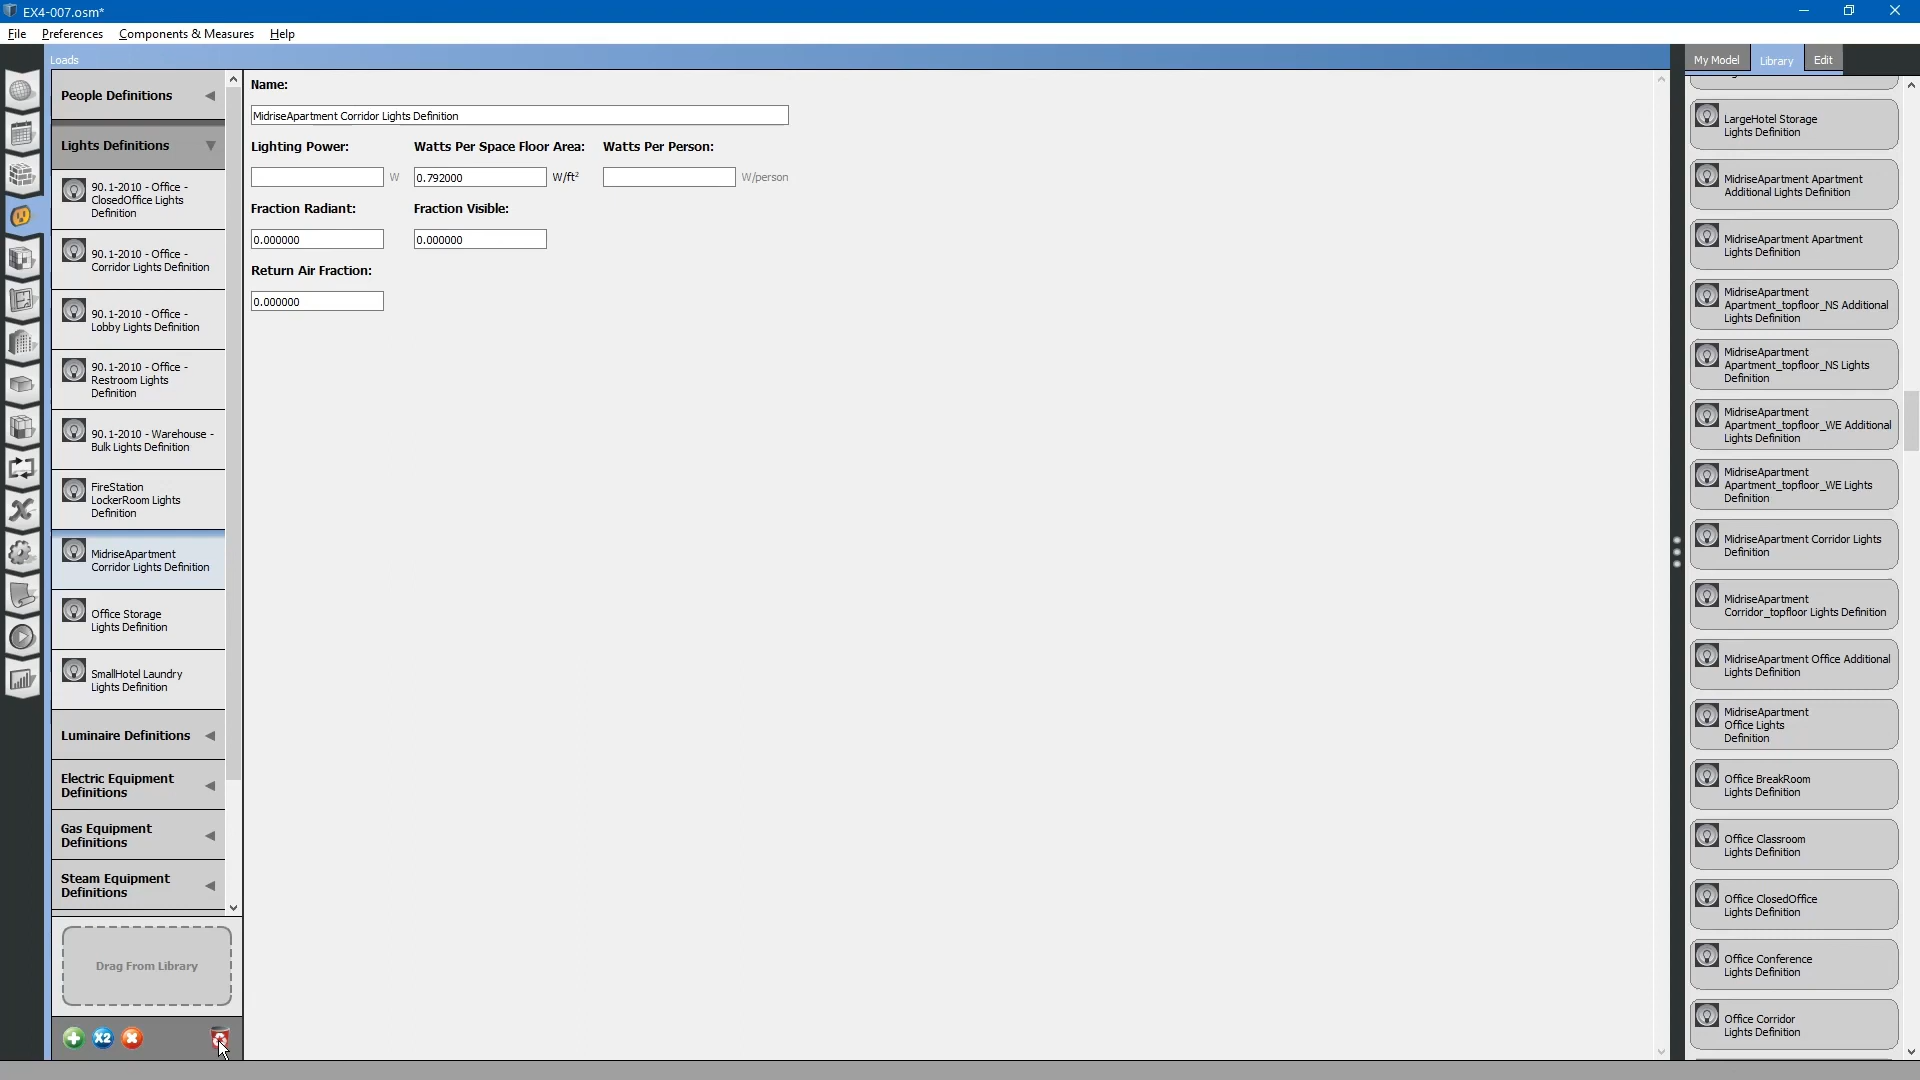 EX4-007.osm*
File Preferences Components & Measures Help
Loads
My Model Library Edit
People Definitions
Lights Definitions
90.1-2010 - Office -
ClosedOffice Lights
Definition
90.1-2010 - Office -
Corridor Lights Definition
90.1-2010 - Office -
Lobby Lights Definition
90.1-2010 - Office -
Restroom Lights
Definition
90.1-2010 - Warehouse -
Bulk Lights Definition
FireStation
LockerRoom Lights
Definition
MidriseApartment
Corridor Lights Definition
Office Storage
Lights Definition
SmallHotel Laundry
Lights Definition
Luminaire Definitions
Electric Equipment
Definitions
Gas Equipment
Definitions
Steam Equipment
Definitions
Drag From Library
X2
Name:
MidriseApartment Corridor Lights Definition
Lighting Power: Watts Per Space Floor Area: Watts Per Person:
W 0.792000 W/ft² W/person
Fraction Radiant: Fraction Visible:
0.000000 0.000000
Return Air Fraction:
0.000000
LargeHotel Storage
Lights Definition
MidriseApartment Apartment
Additional Lights Definition
MidriseApartment Apartment
Lights Definition
MidriseApartment
Apartment_topfloor_NS Additional
Lights Definition
MidriseApartment
Apartment_topfloor_NS Lights
Definition
MidriseApartment
Apartment_topfloor_WE Additional
Lights Definition
MidriseApartment
Apartment_topfloor_WE Lights
Definition
MidriseApartment Corridor Lights
Definition
MidriseApartment
Corridor_topfloor Lights Definition
MidriseApartment Office Additional
Lights Definition
MidriseApartment
Office Lights
Definition
Office BreakRoom
Lights Definition
Office Classroom
Lights Definition
Office ClosedOffice
Lights Definition
Office Conference
Lights Definition
Office Corridor
Lights Definition